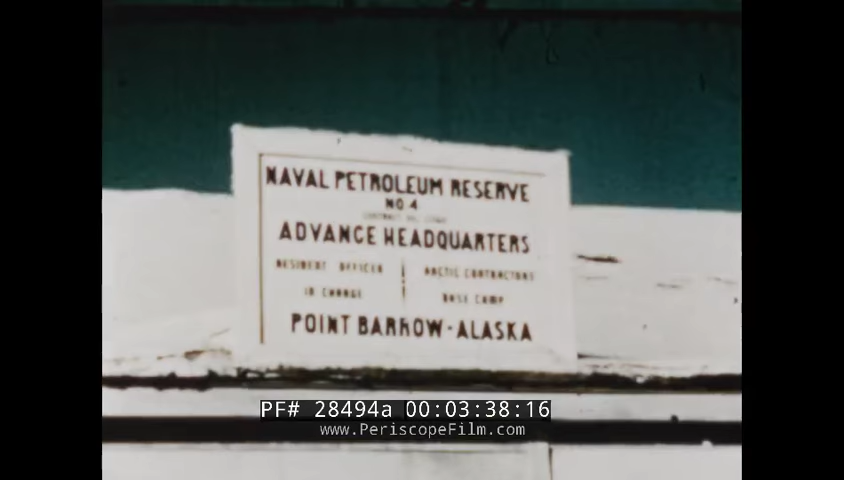 NAVAL PETROLEUM RESERVE
NO. 4
ADVANCE HEADQUARTERS
RESIDENT OFFICER
IN CHARGE
ARCTIC CONTRACTORS
BASE CAMP
POINT BARROW - ALASKA
PF# 28494a 00:03:38:16
www.PeriscopeFilm.com